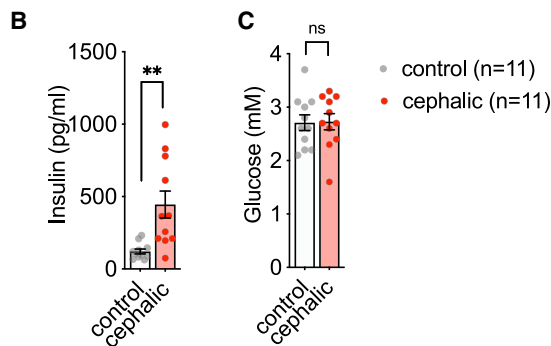 B
Insulin (pg/ml)
1500
1000
500
0
**
control
cephalic
C
Glucose (mM)
4
3
2
1
0
ns
control
cephalic
control (n=11)
cephalic (n=11)